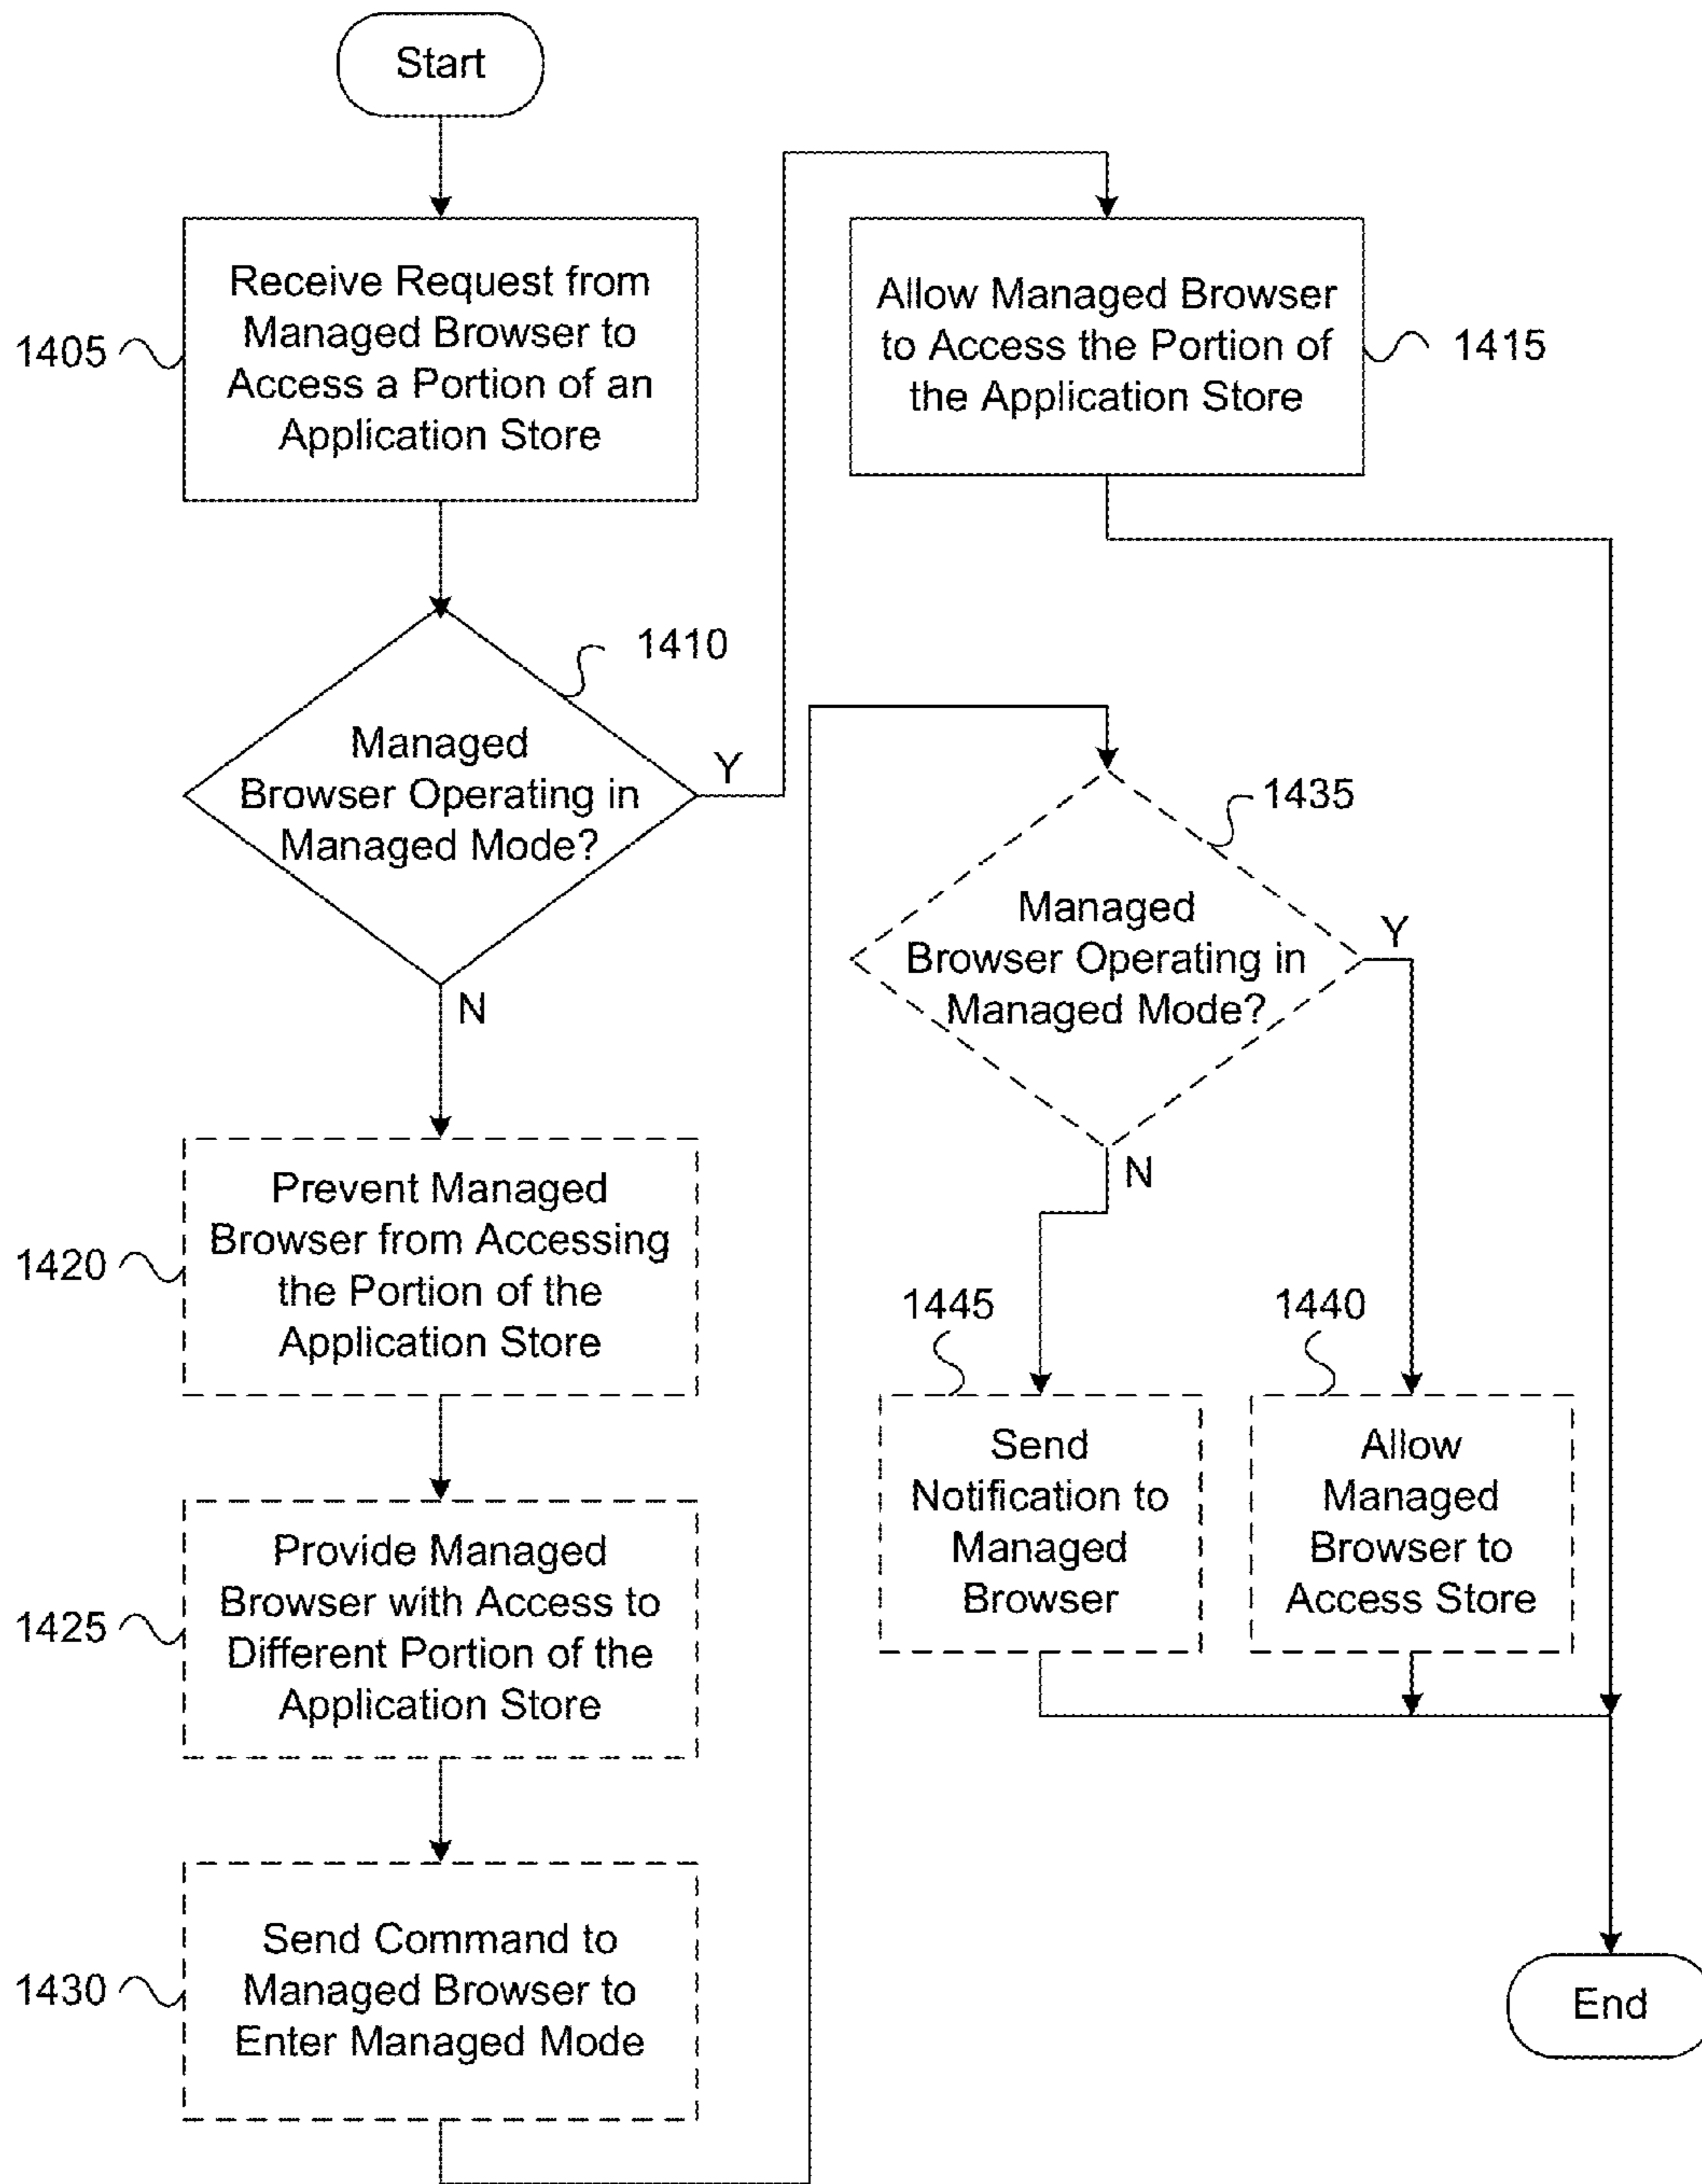 Start
1405
Receive Request from
Managed Browser to
Access a Portion of an
Application Store
1410
Managed
Browser Operating in
Managed Mode?
Y
N
Allow Managed Browser
to Access the Portion of
the Application Store
1415
1420
Prevent Managed
Browser from Accessing
the Portion of the
Application Store
1425
Provide Managed
Browser with Access to
Different Portion of the
Application Store
1430
Send Command to
Managed Browser to
Enter Managed Mode
1435
Managed
Browser Operating in
Managed Mode?
Y
N
1445
Send
Notification to
Managed
Browser
1440
Allow
Managed
Browser to
Access Store
End